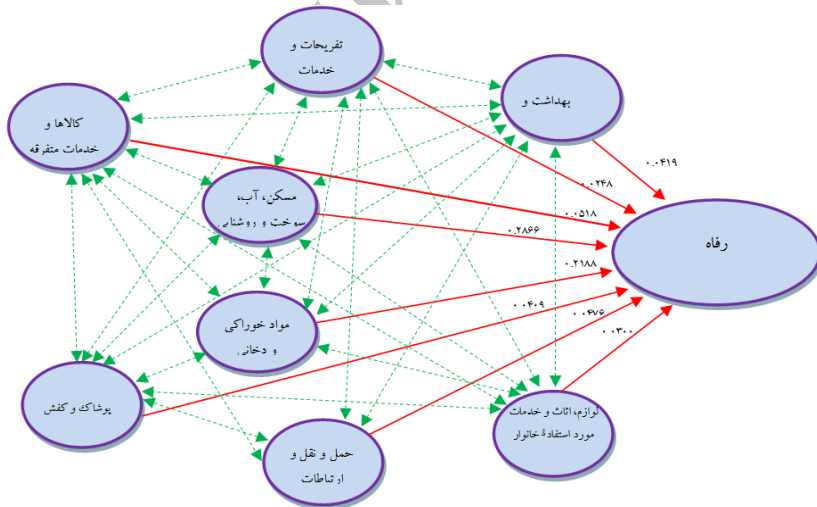 تفریحات و
خدمات
بهداشت و
کالاها و
خدمات متفرقه
۰.۰۴۱۹
۰.۰۲۴۸
مسکن، آب،
سوخت و روشنایی
۰.۰۵۱۸
۰.۲۸۶۶
رفاه
۰.۲۱۸۸
۰.۰۴۰۹
۰.۰۴۷۶
مواد خوراکی
و دخانی
۰.۰۳۰۰
پوشاک و کفش
لوازم، اثاث و خدمات
مورد استفادهٔ خانوار
حمل و نقل و
ارتباطات